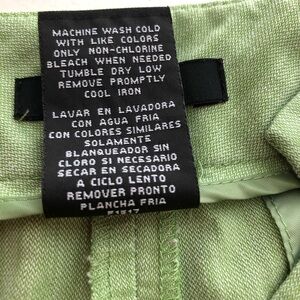 MACHINE WASH COLD
WITH LIKE COLORS
ONLY NON-CHLORINE
BLEACH WHEN NEEDED
TUMBLE DRY LOW
REMOVE PROMPTLY
COOL IRON
LAVAR EN LAVADORA
CON AGUA FRIA
CON COLORES SIMILARES
SOLAMENTE
BLANQUEADOR SIN
CLORO SI NECESARIO
SECAR EN SECADORA
A CICLO LENTO
REMOVER PRONTO
PLANCHA FRIA